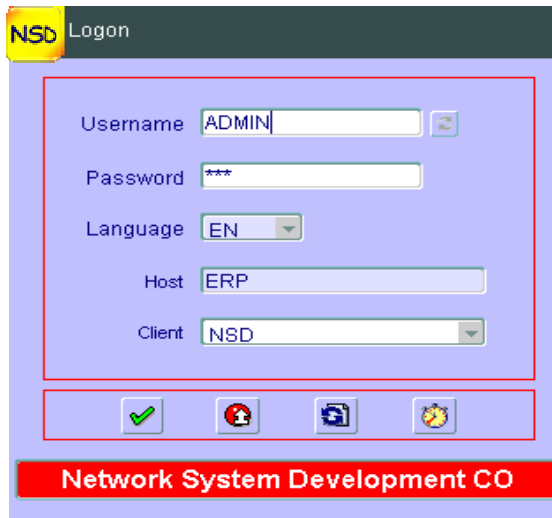 NSD Logon
Username ADMIN
Password ***
Language EN
Host ERP
Client NSD
Network System Development CO